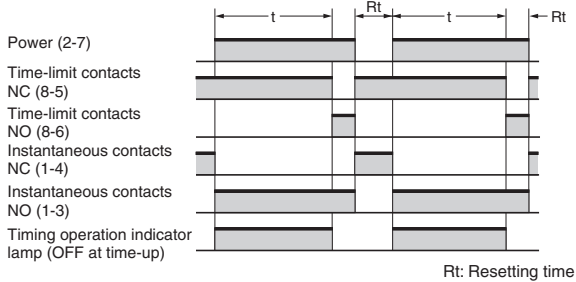 t
Rt
t
Rt
Power (2-7)
Time-limit contacts
NC (8-5)
Time-limit contacts
NO (8-6)
Instantaneous contacts
NC (1-4)
Instantaneous contacts
NO (1-3)
Timing operation indicator
lamp (OFF at time-up)
Rt: Resetting time